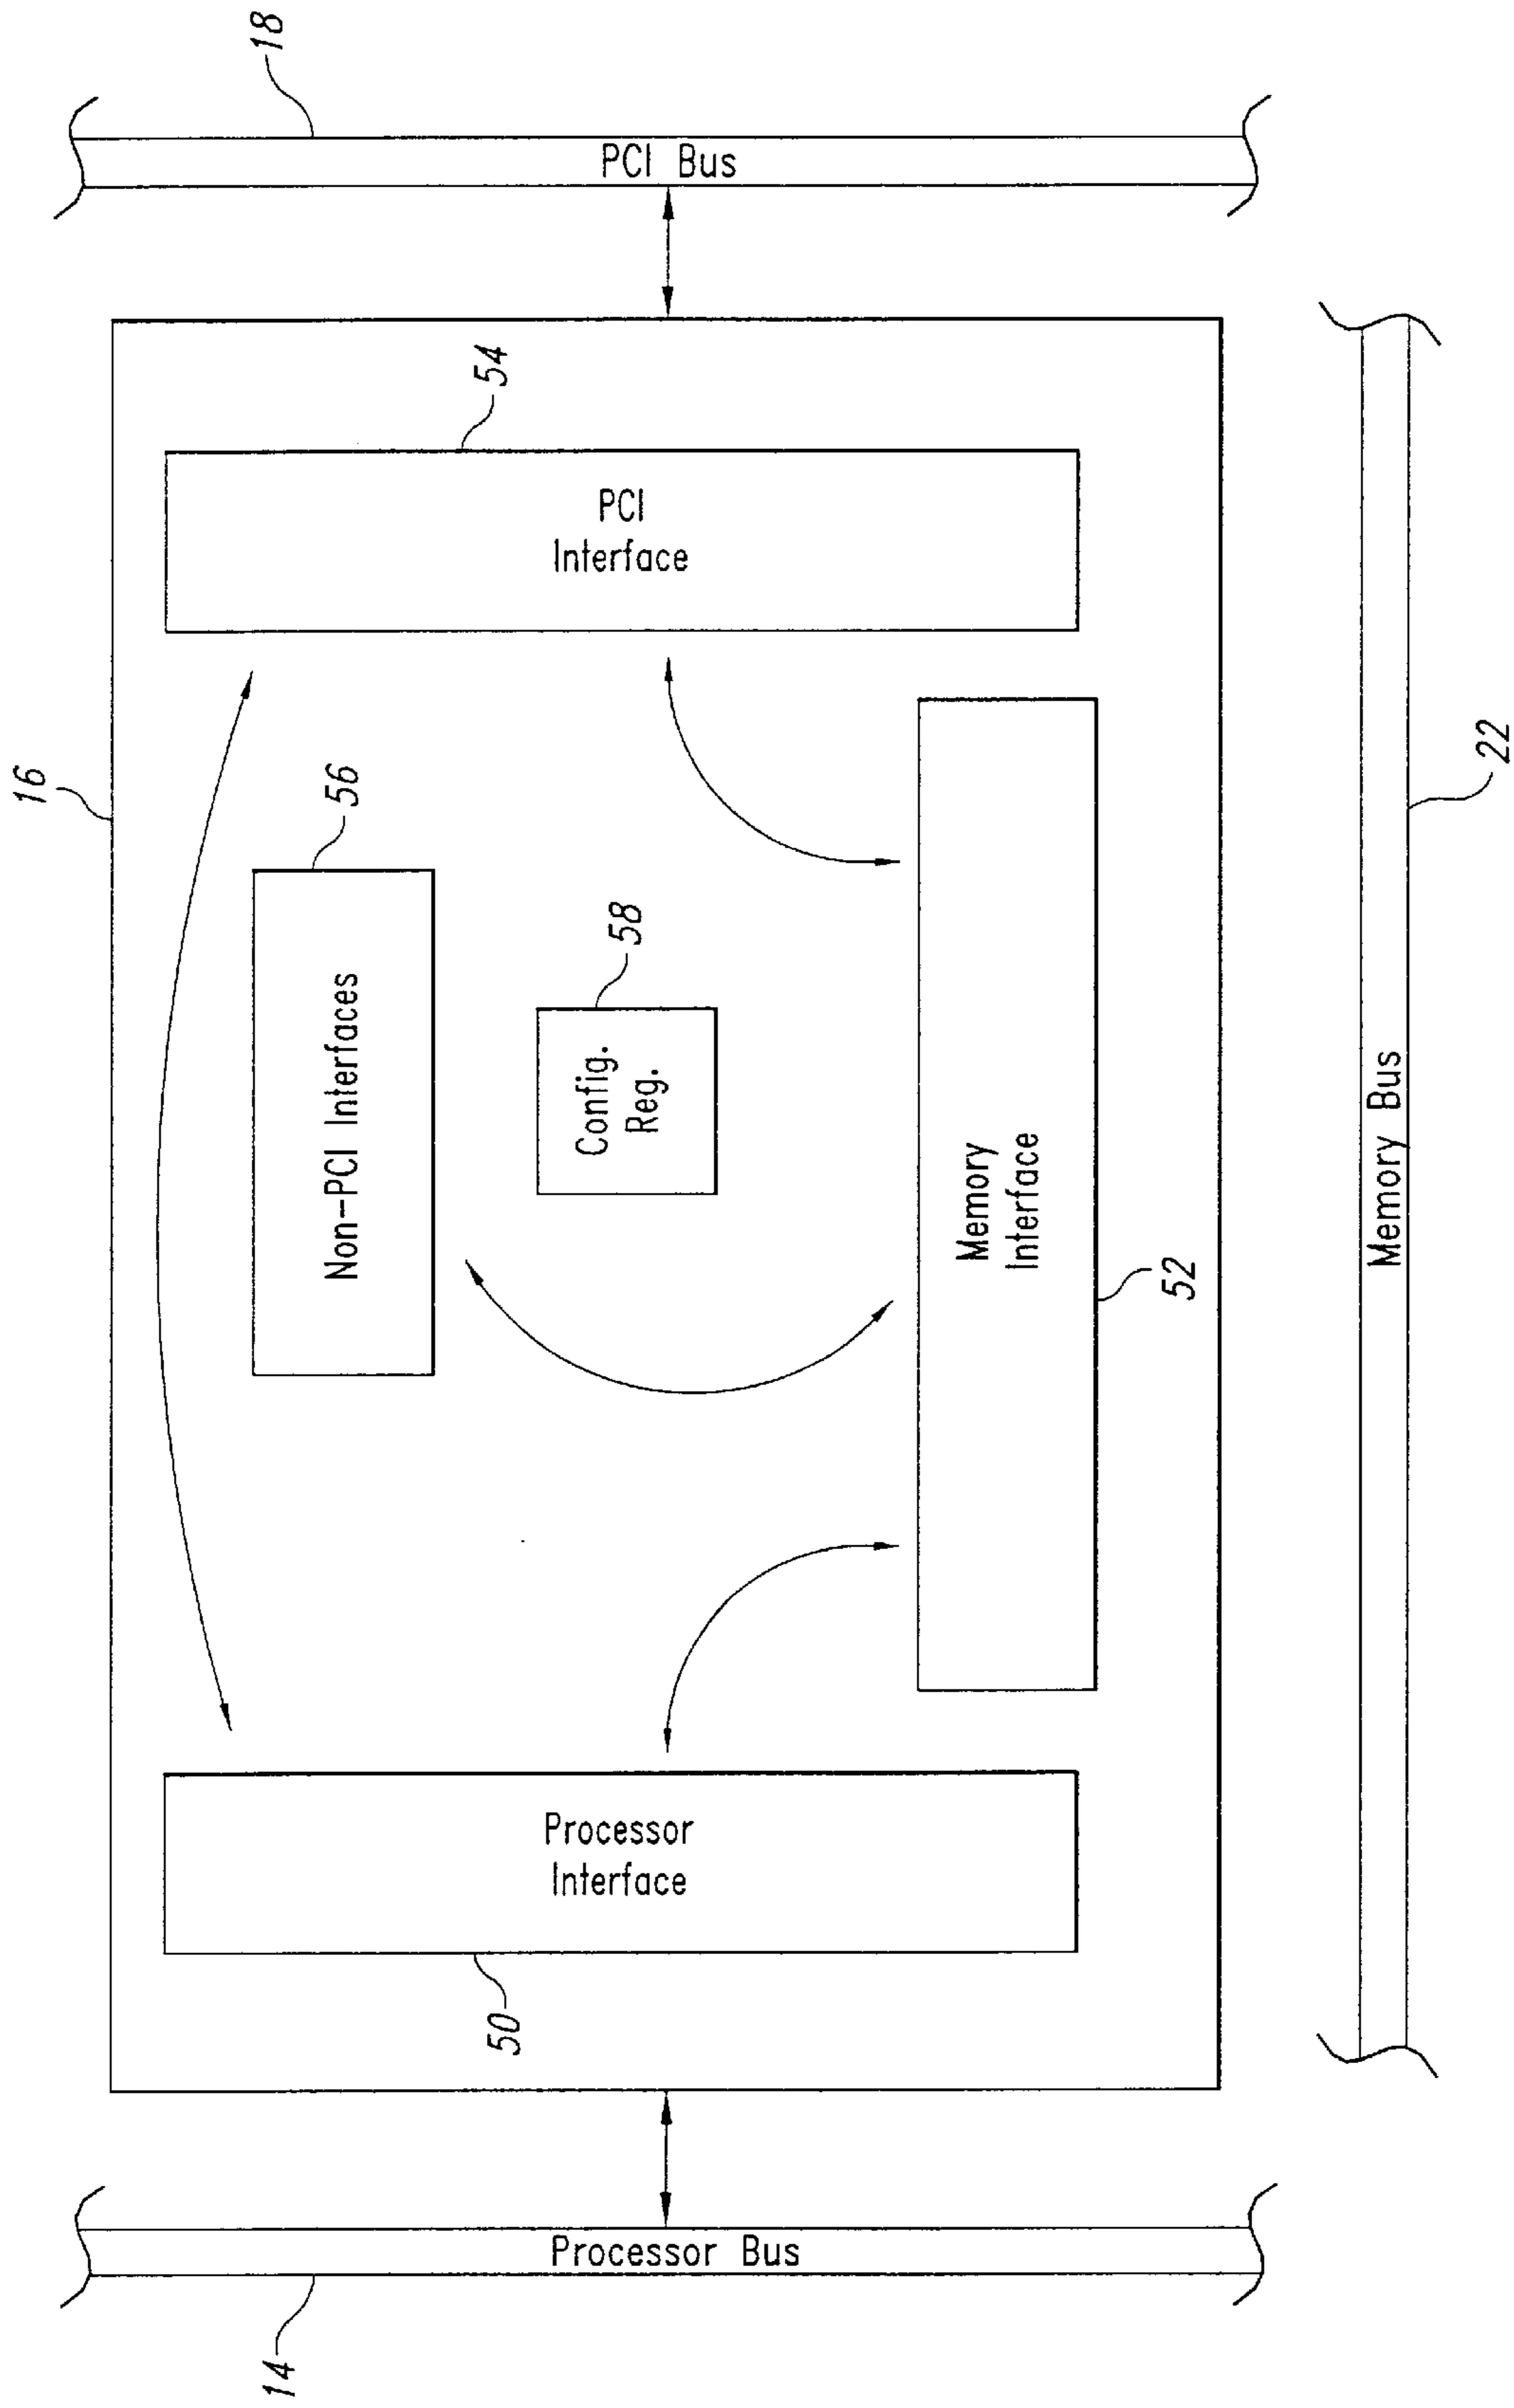 18
PCI Bus
54
PCI
Interface
16
56
Non-PCI Interfaces
58
Config.
Reg.
22
Memory Bus
Memory
Interface
52
Processor
Interface
50
Processor Bus
14